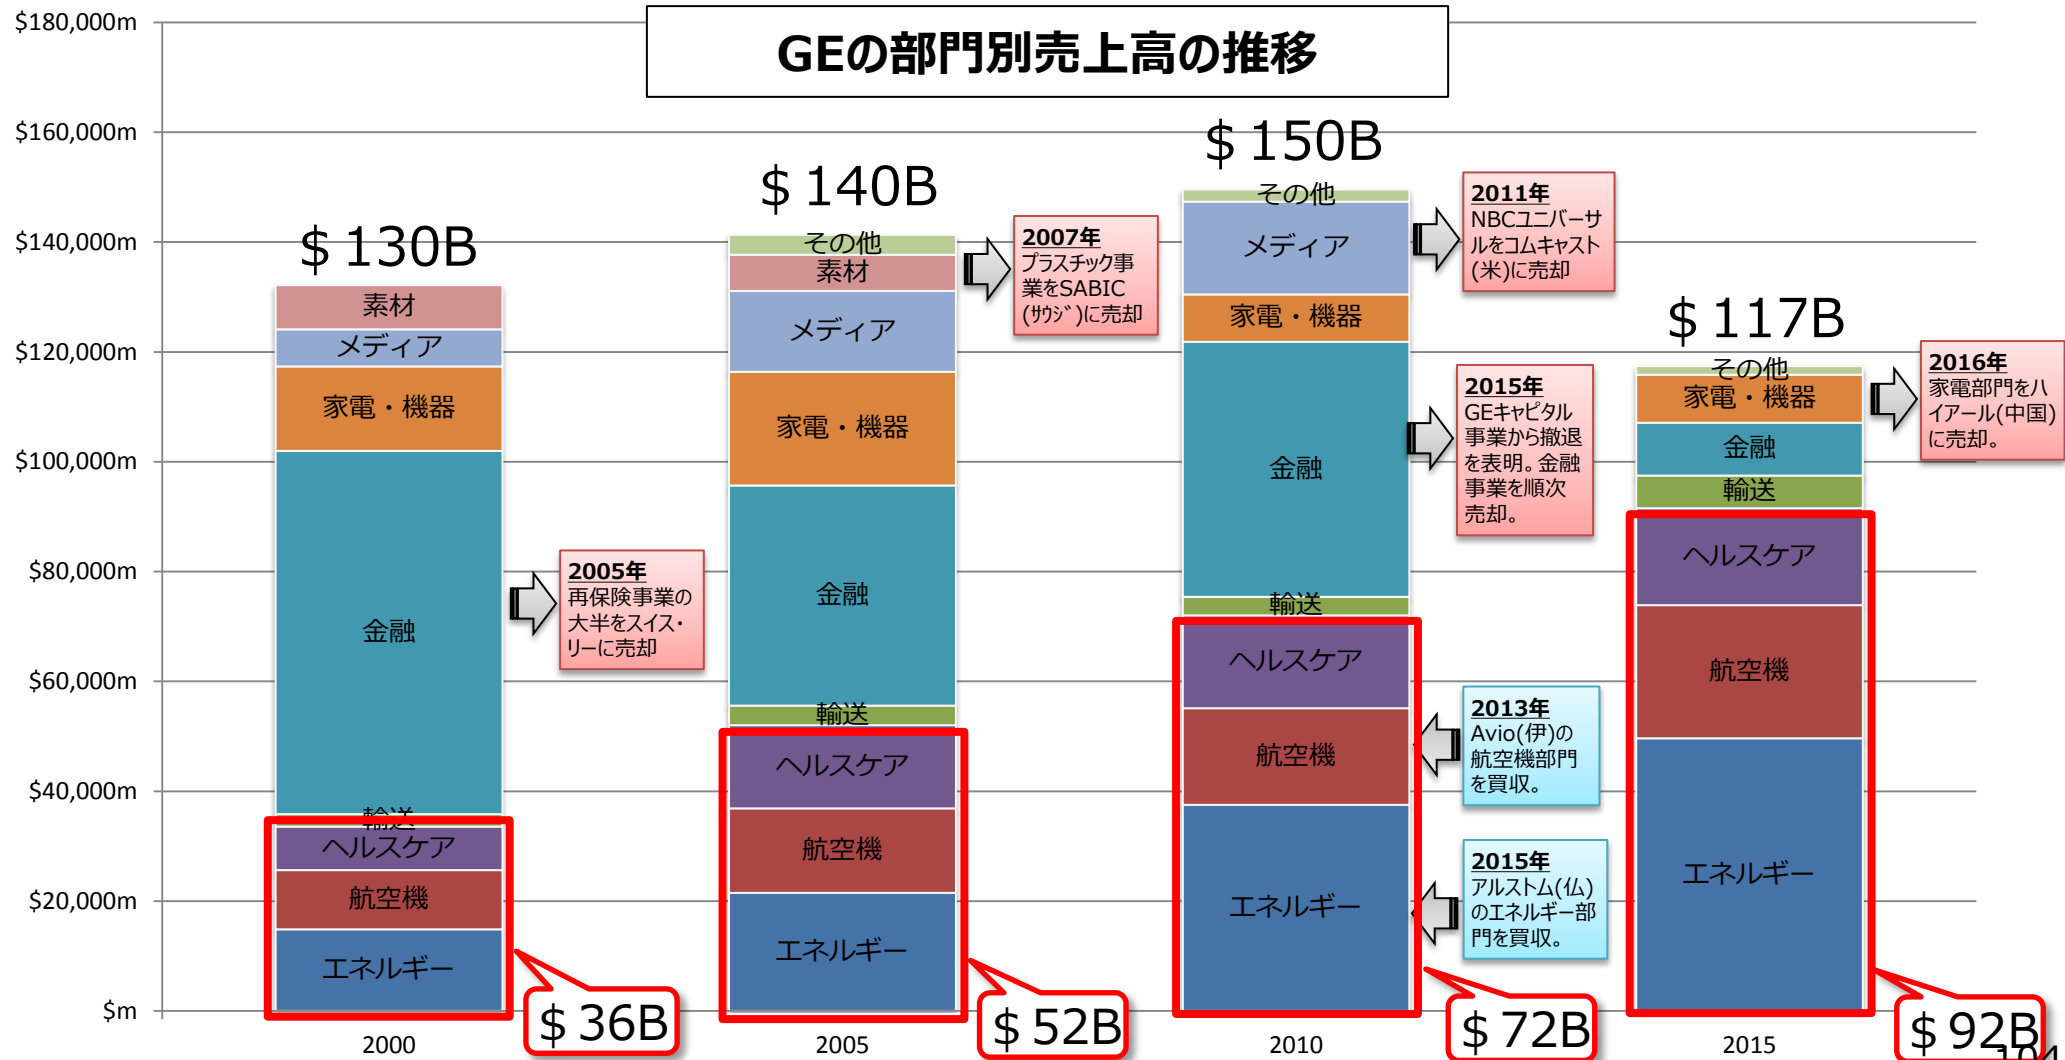 GEの部門別売上高の推移
$180,000m
$160,000m
$140,000m
$120,000m
$100,000m
$80,000m
$60,000m
$40,000m
$20,000m
$m
＄130B
素材
メディア
家電・機器
金融
輸送
ヘルスケア
航空機
エネルギー
＄36B
2000
2005年
再保険事業の
大半をスイス・
リーに売却
＄140B
その他
素材
メディア
家電・機器
金融
輸送
ヘルスケア
航空機
エネルギー
＄52B
2005
2007年
プラスチック事
業をSABIC
(ｻｳｼﾞ)に売却
＄150B
その他
メディア
家電・機器
金融
輸送
ヘルスケア
航空機
エネルギー
＄72B
2010
2011年
NBCユニバーサ
ルをコムキャスト
(米)に売却
2015年
GEキャピタル
事業から撤退
を表明。金融
事業を順次
売却。
2013年
Avio(伊)の
航空機部門
を買収。
2015年
アルストム(仏)
のエネルギー部
門を買収。
＄117B
その他
家電・機器
金融
輸送
ヘルスケア
航空機
エネルギー
＄92B
2015
2016年
家電部門をハ
イアール(中国)
に売却。
104